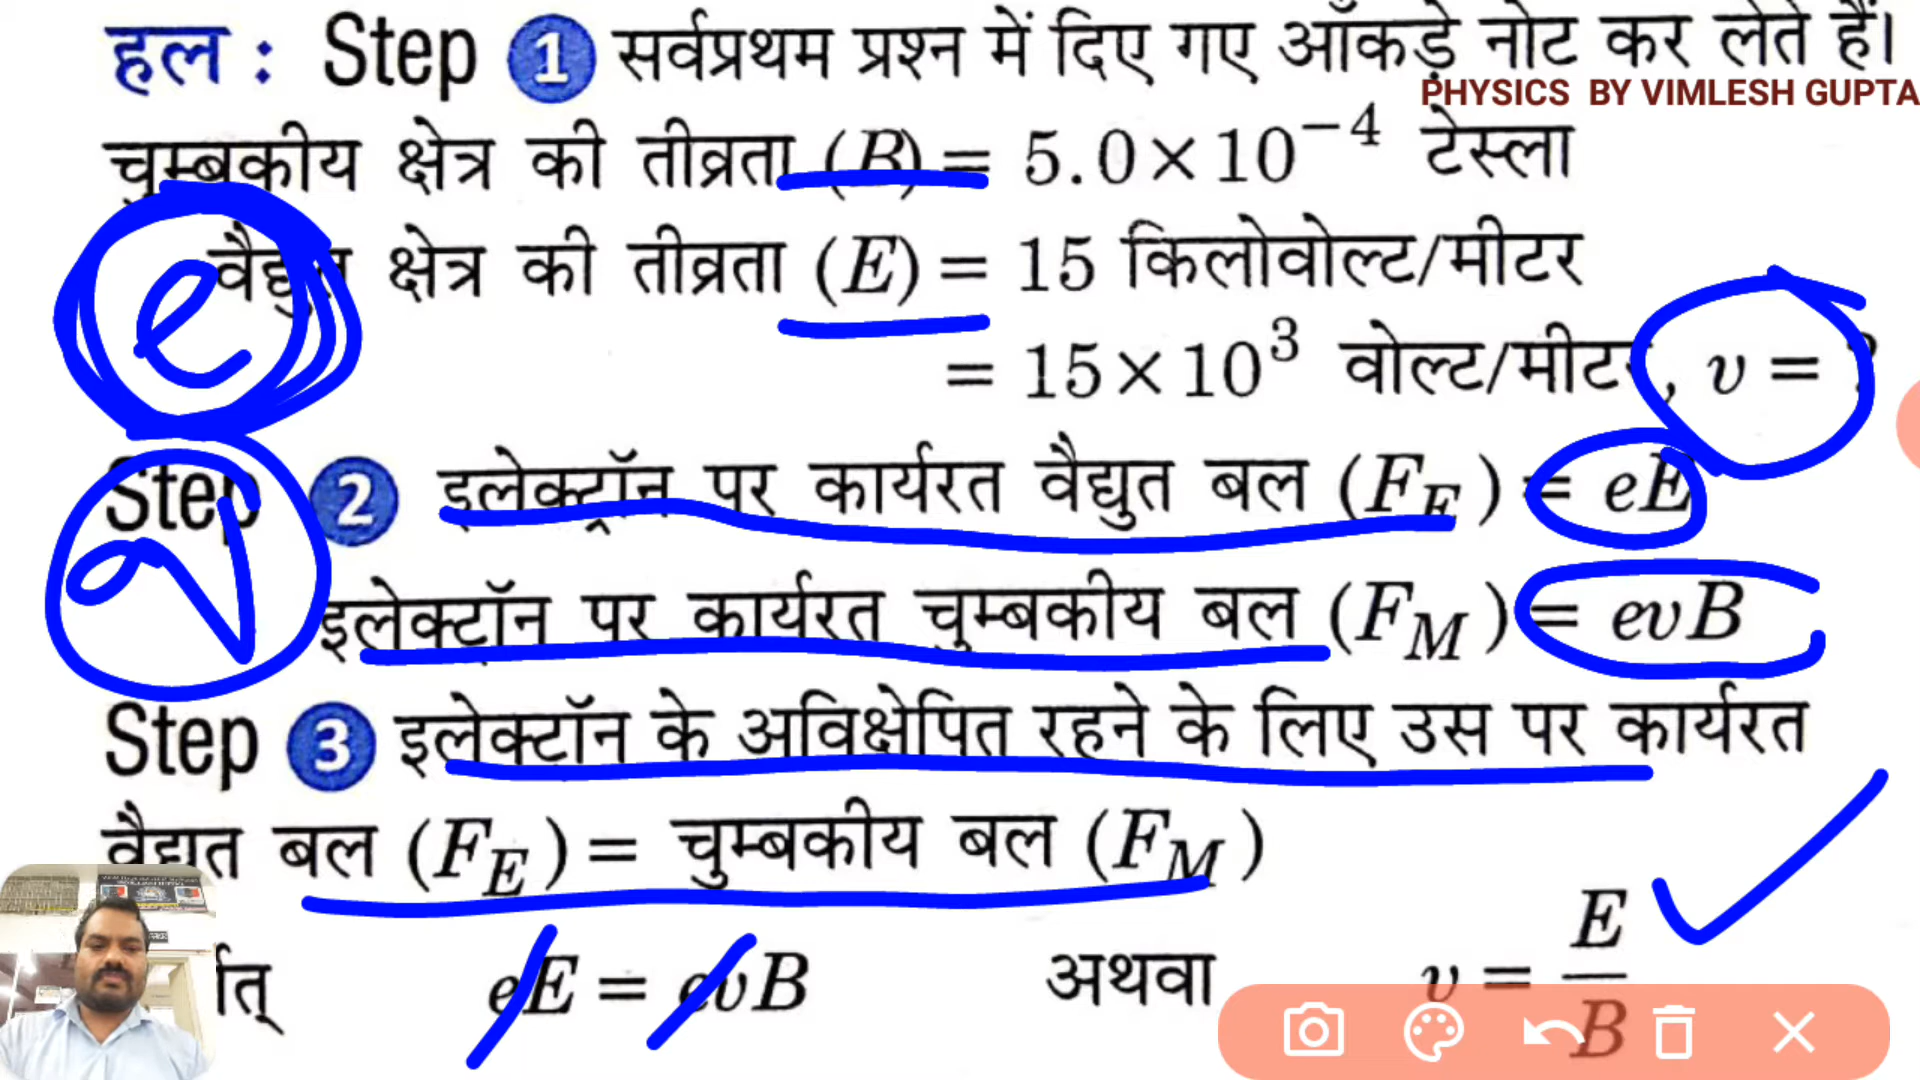 हल : Step 1 सर्वप्रथम प्रश्न में दिए गए आँकड़े नोट कर लेते हैं।
PHYSICS BY VIMLESH GUPTA
चुम्बकीय क्षेत्र की तीव्रता (B) = 5.0×10⁻⁴ टेस्ला
वैद्युत क्षेत्र की तीव्रता (E) = 15 किलोवोल्ट/मीटर
e
= 15×10³ वोल्ट/मीटर, υ = ?
Step 2 इलेक्ट्रॉन पर कार्यरत वैद्युत बल (F_E) = eE
इलेक्ट्रॉन पर कार्यरत चुम्बकीय बल (F_M) = eυB
Step 3 इलेक्ट्रॉन के अविक्षेपित रहने के लिए उस पर कार्यरत
वैद्युत बल (F_E) = चुम्बकीय बल (F_M)
eE = eυB अथवा υ = E/B